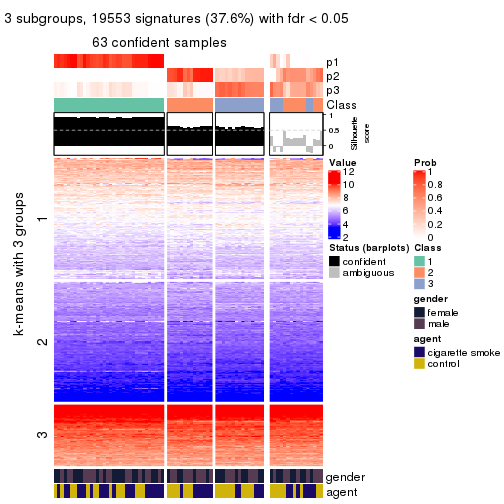 3 subgroups, 19553 signatures (37.6%) with fdr < 0.05
63 confident samples
p1
p2
p3
Class
1
0.5
0
Silhouette
score
k-means with 3 groups
1
2
3
Value
12
10
8
6
4
2
Status (barplots)
confident
ambiguous
Prob
1
0.8
0.6
0.4
0.2
0
Class
1
2
3
gender
female
male
agent
cigarette smoke
control
gender
agent